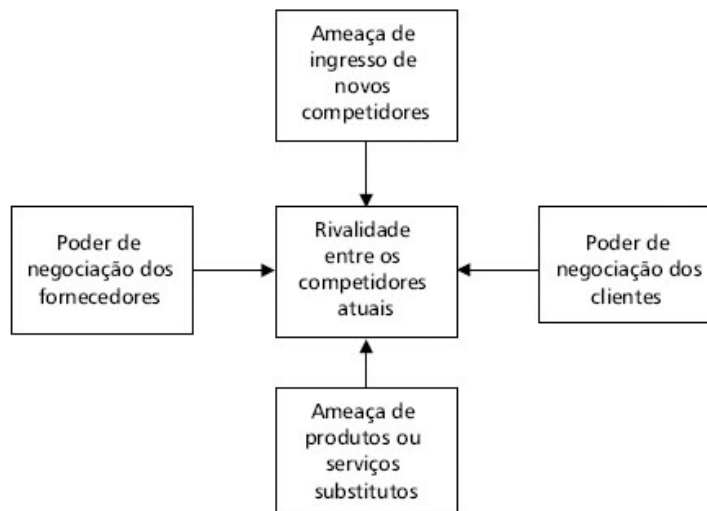 Ameaça de
ingresso de
novos
competidores
Poder de
negociação dos
fornecedores
Rivalidade
entre os
competidores
atuais
Poder de
negociação dos
clientes
Ameaça de
produtos ou
serviços
substitutos